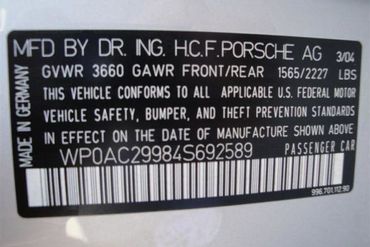 MFD BY DR. ING. H.C.F. PORSCHE AG 3/04
GVWR 3660 GAWR FRONT/REAR 1565/2227 LBS
THIS VEHICLE CONFORMS TO ALL APPLICABLE U.S. FEDERAL MOTOR
VEHICLE SAFETY, BUMPER, AND THEFT PREVENTION STANDARDS
IN EFFECT ON THE DATE OF MANUFACTURE SHOWN ABOVE
WP0AC29984S692589 PASSENGER CAR
MADE IN GERMANY
996.701.112.90